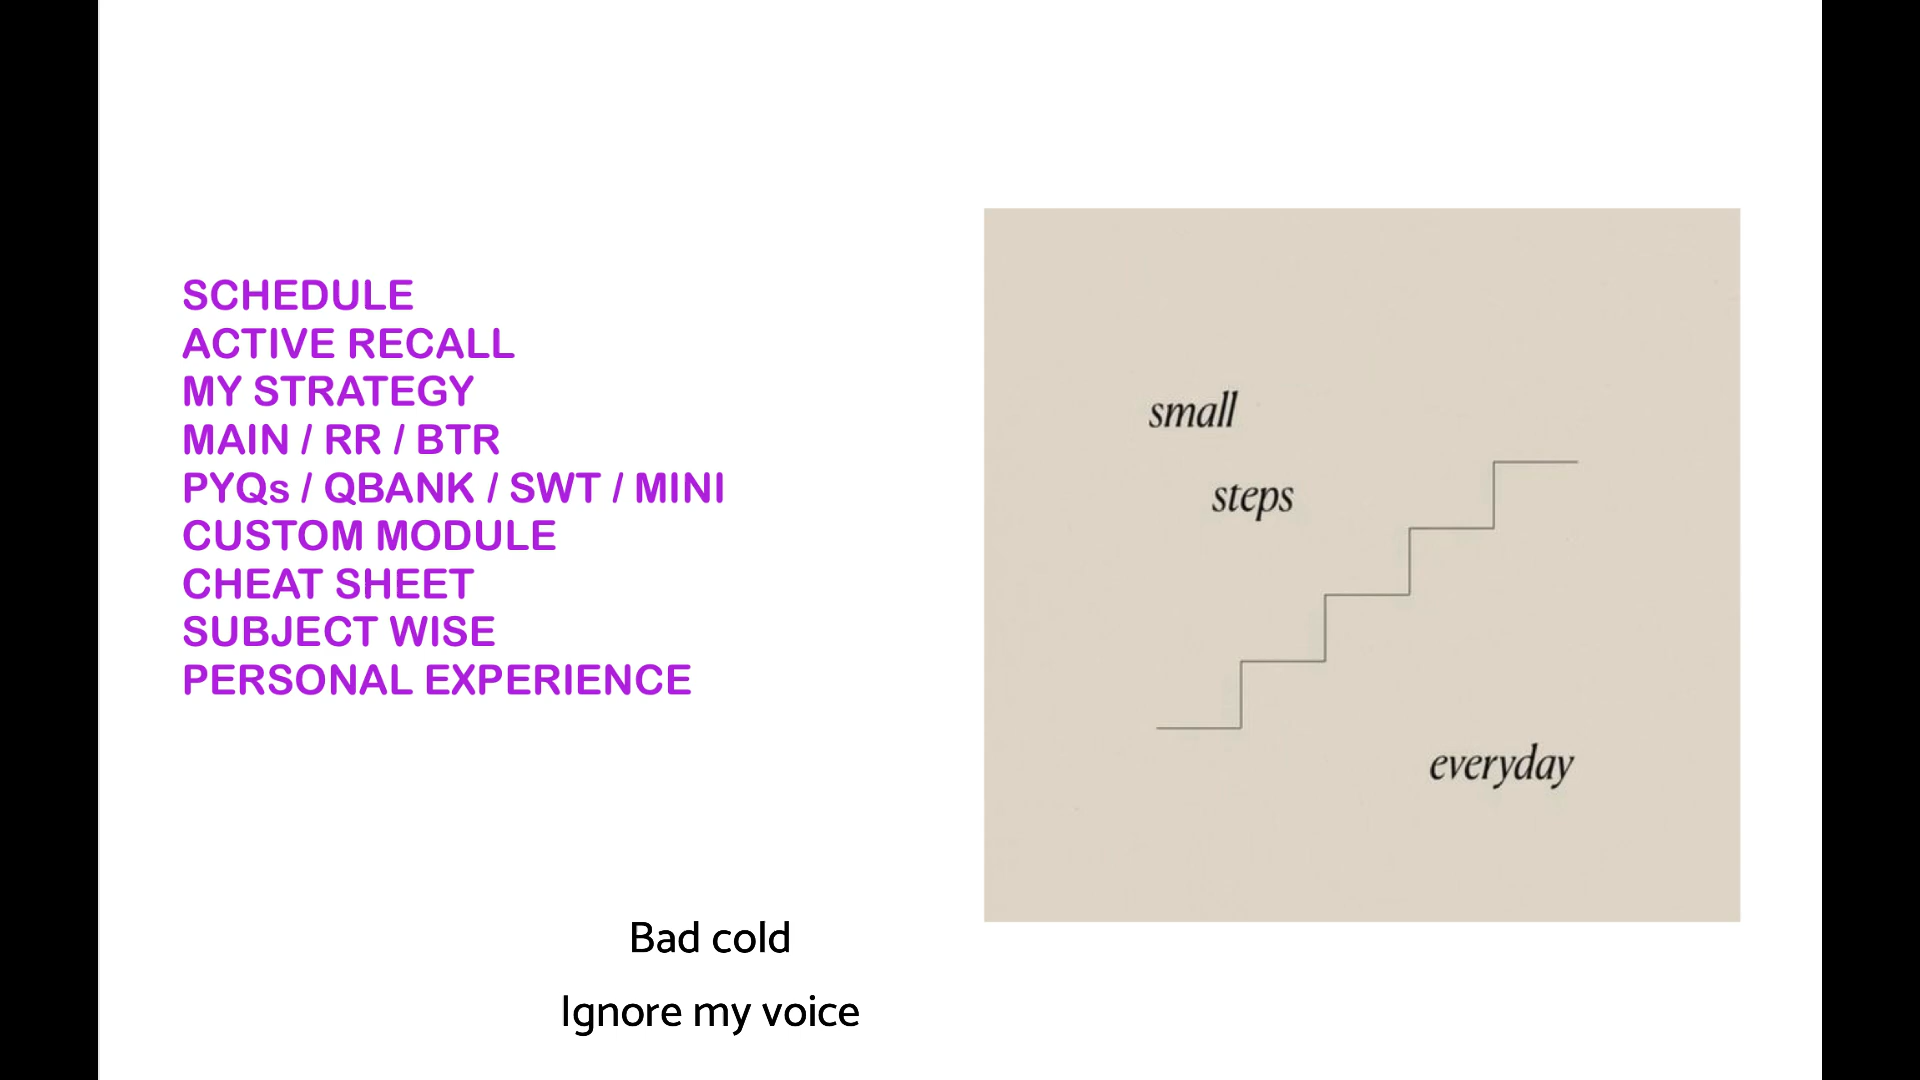 SCHEDULE
ACTIVE RECALL
MY STRATEGY
MAIN / RR / BTR
PYQs / QBANK / SWT / MINI
CUSTOM MODULE
CHEAT SHEET
SUBJECT WISE
PERSONAL EXPERIENCE
small
steps
everyday
Bad cold
Ignore my voice